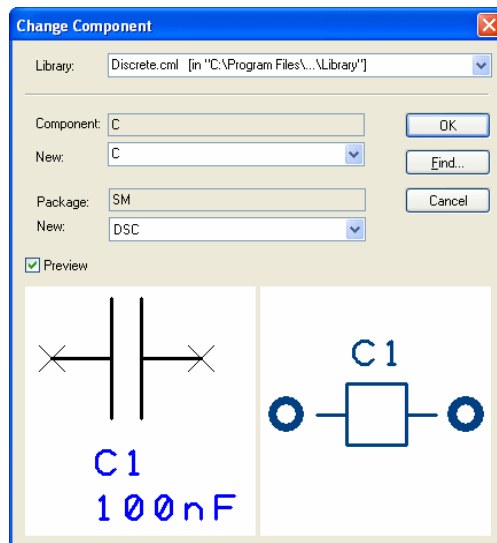 Change Component
Library: Discrete.cml [in "C:\Program Files\...\Library"]
Component: C
OK
New: C
Find...
Package: SM
Cancel
New: DSC
Preview
C1
100nF
C1